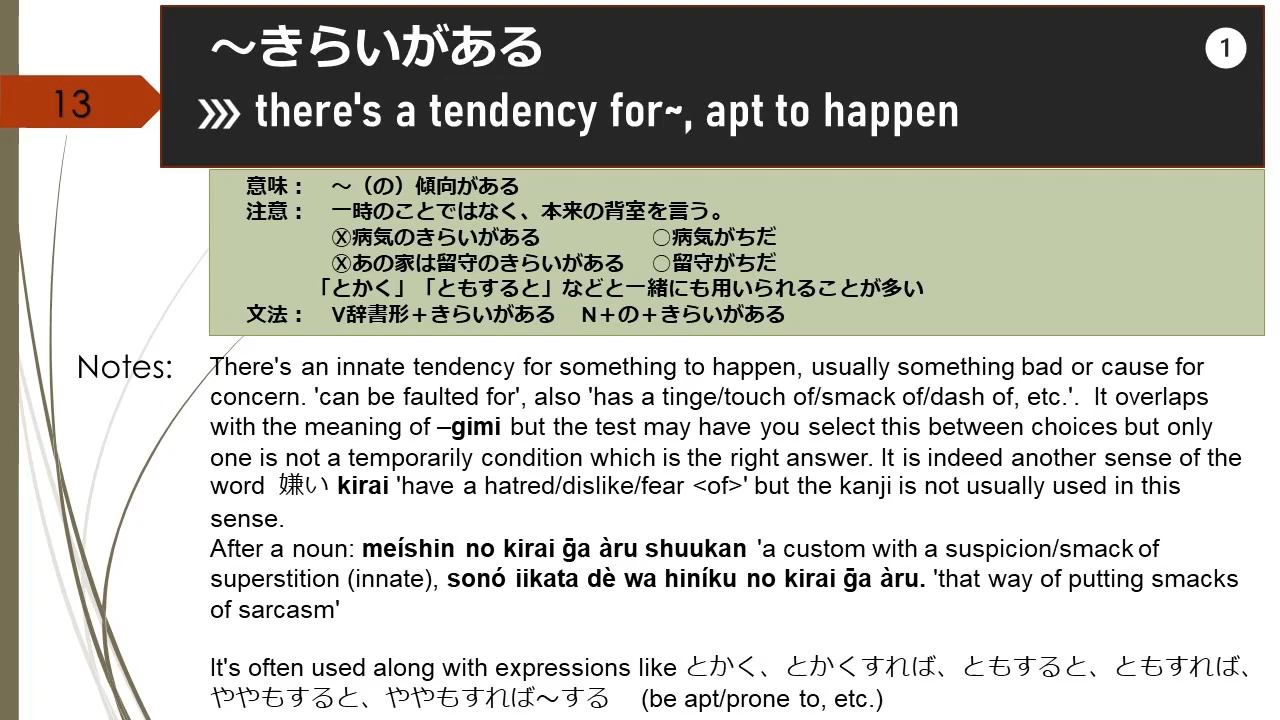 ～きらいがある
1
13
there's a tendency for~, apt to happen
意味： ～（の）傾向がある
注意： 一時のことではなく、本来の背室を言う。
Ⓧ病気のきらいがある ○病気がちだ
Ⓧあの家は留守のきらいがある ○留守がちだ
「とかく」「ともすると」などと一緒にも用いられることが多い
文法： V辞書形＋きらいがある N＋の＋きらいがある
Notes:
There's an innate tendency for something to happen, usually something bad or cause for
concern. 'can be faulted for', also 'has a tinge/touch of/smack of/dash of, etc.'. It overlaps
with the meaning of –gimi but the test may have you select this between choices but only
one is not a temporarily condition which is the right answer. It is indeed another sense of the
word 嫌い kirai 'have a hatred/dislike/fear <of>' but the kanji is not usually used in this
sense.
After a noun: meíshin no kirai ḡa àru shuukan 'a custom with a suspicion/smack of
superstition (innate), sonó iikata dè wa hiníku no kirai ḡa àru. 'that way of putting smacks
of sarcasm'
It's often used along with expressions like とかく、とかくすれば、ともすると、ともすれば、
ややもすると、ややもすれば～する (be apt/prone to, etc.)